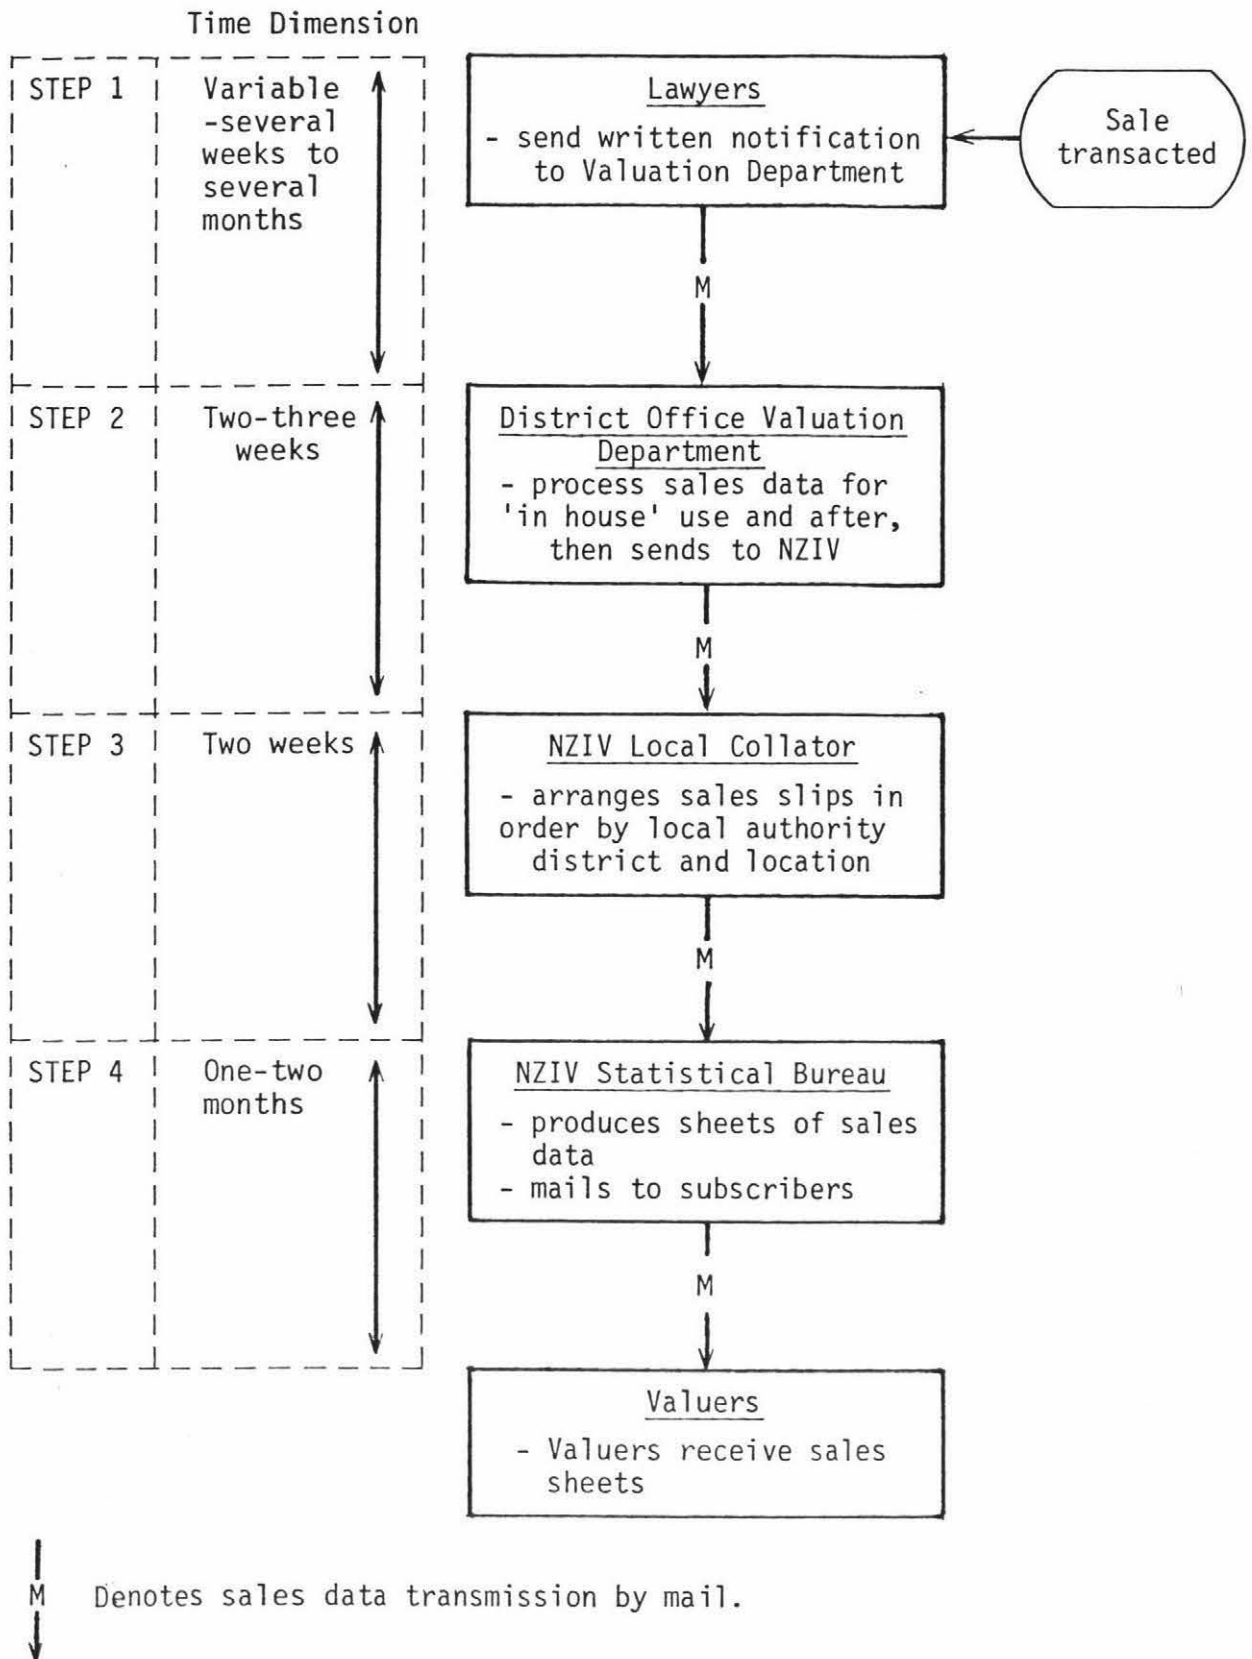 Time Dimension
STEP 1
Variable
-several
weeks to
several
months
Lawyers
- send written notification
to Valuation Department
Sale
transacted
M
STEP 2
Two-three
weeks
District Office Valuation
Department
- process sales data for
'in house' use and after,
then sends to NZIV
M
STEP 3
Two weeks
NZIV Local Collator
- arranges sales slips in
order by local authority
district and location
M
STEP 4
One-two
months
NZIV Statistical Bureau
- produces sheets of sales
data
- mails to subscribers
M
Valuers
- Valuers receive sales
sheets
M Denotes sales data transmission by mail.